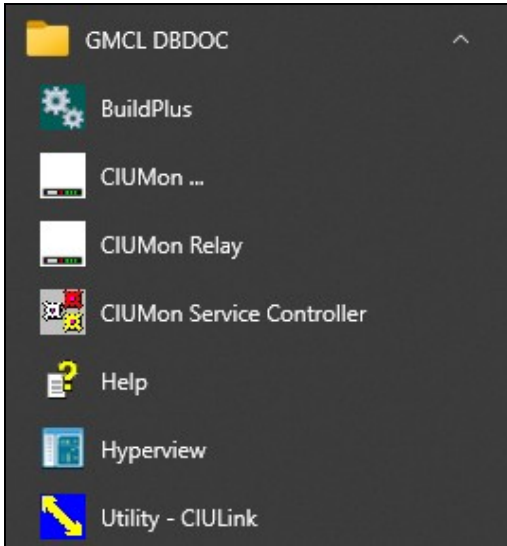 GMCL DBDOC
BuildPlus
CIUMon ...
CIUMon Relay
CIUMon Service Controller
Help
Hyperview
Utility - CIULink